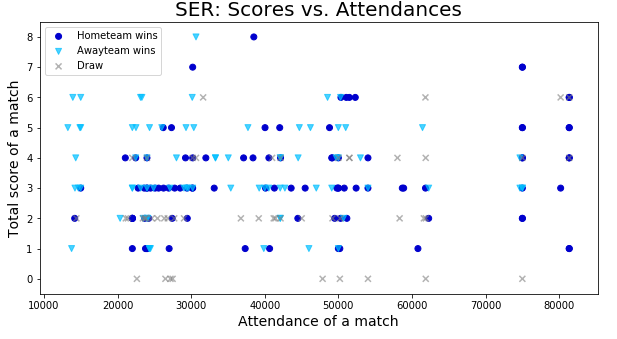 SER: Scores vs. Attendances
Hometeam wins
Awayteam wins
Draw
Total score of a match
8
7
6
5
4
3
2
1
0
10000 20000 30000 40000 50000 60000 70000 80000
Attendance of a match